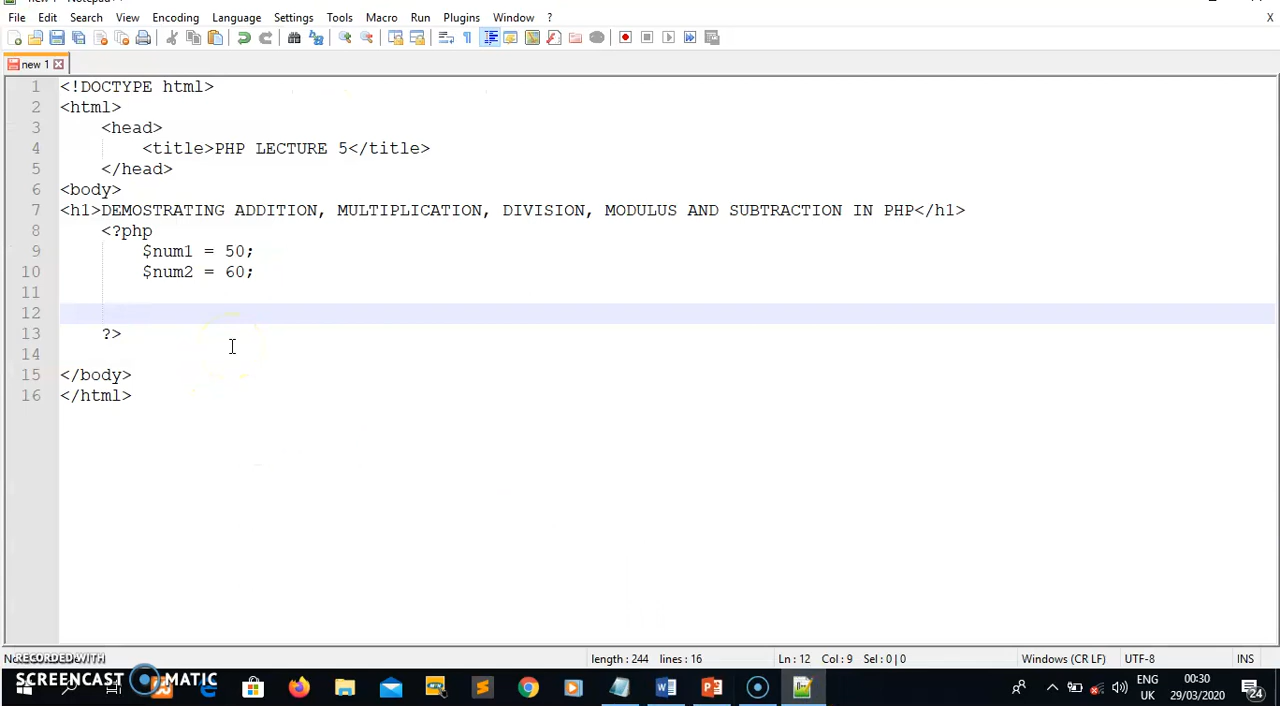 new 1 - Notepad++
File Edit Search View Encoding Language Settings Tools Macro Run Plugins Window ? X
new 1
1 <!DOCTYPE html>
2 <html>
3 <head>
4 <title>PHP LECTURE 5</title>
5 </head>
6 <body>
7 <h1>DEMOSTRATING ADDITION, MULTIPLICATION, DIVISION, MODULUS AND SUBTRACTION IN PHP</h1>
8 <?php
9 $num1 = 50;
10 $num2 = 60;
11
12
13 ?>
14
15 </body>
16 </html>
length : 244 lines : 16 Ln : 12 Col : 9 Sel : 0 | 0 Windows (CR LF) UTF-8 INS
RECORDED WITH
SCREENCAST MATIC
ENG 00:30
UK 29/03/2020 24